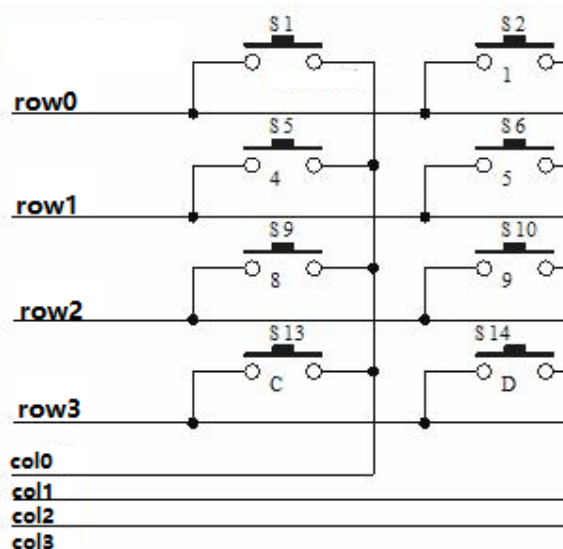 S1 S2
1
row0
S5 S6
4 5
row1
S9 S10
8 9
row2
S13 S14
C D
row3
col0
col1
col2
col3